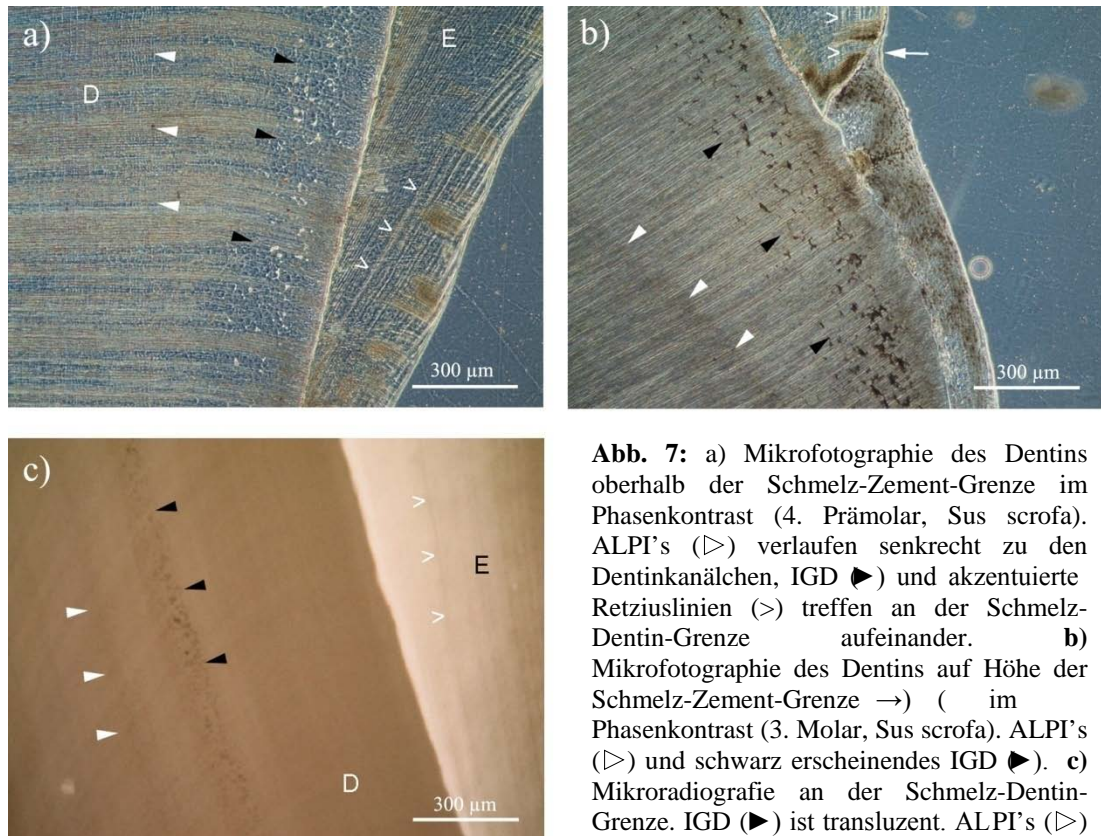 a)
E
D
300 µm
b)
300 µm
c)
E
D
300 µm
Abb. 7: a) Mikrofotographie des Dentins
oberhalb der Schmelz-Zement-Grenze im
Phasenkontrast (4. Prämolar, Sus scrofa).
ALPI's (▷) verlaufen senkrecht zu den
Dentinkanälchen, IGD (▶) und akzentuierte
Retziuslinien (>) treffen an der Schmelz-
Dentin-Grenze aufeinander. b)
Mikrofotographie des Dentins auf Höhe der
Schmelz-Zement-Grenze →) ( im
Phasenkontrast (3. Molar, Sus scrofa). ALPI's
(▷) und schwarz erscheinendes IGD (▶). c)
Mikroradiografie an der Schmelz-Dentin-
Grenze. IGD (▶) ist transluzent. ALPI's (▷)